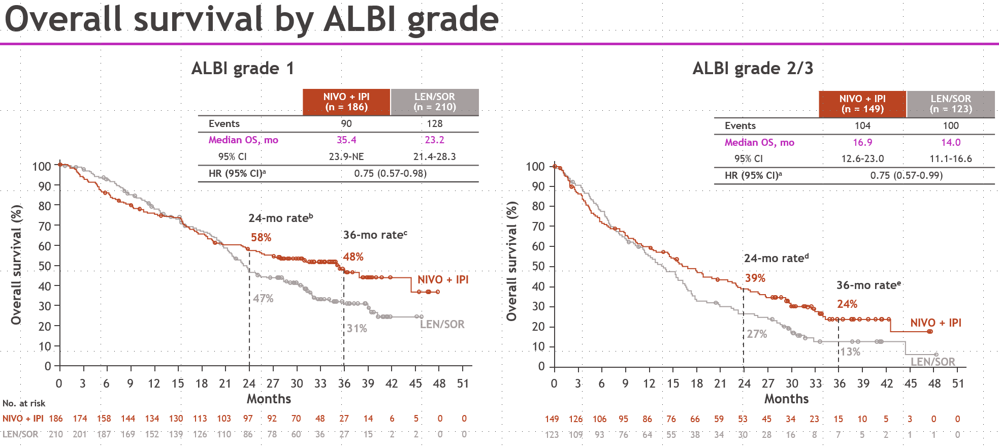 Overall survival by ALBI grade
ALBI grade 1
NIVO + IPI (n = 186) LEN/SOR (n = 210)
Events 90 128
Median OS, mo 35.4 23.2
95% CI 23.9-NE 21.4-28.3
HR (95% CI)ᵃ 0.75 (0.57-0.98)
Overall survival (%)
100
90
80
70
60
50
40
30
20
10
0
24-mo rateᵇ
58%
47%
36-mo rateᶜ
48%
31%
NIVO + IPI
LEN/SOR
0 3 6 9 12 15 18 21 24 27 30 33 36 39 42 45 48 51
Months
No. at risk
NIVO + IPI 186 174 158 144 134 130 113 103 97 92 70 48 27 14 6 5 0 0
LEN/SOR 210 201 187 169 152 139 126 110 86 78 60 36 27 15 2 2 0 0
ALBI grade 2/3
NIVO + IPI (n = 149) LEN/SOR (n = 123)
Events 104 100
Median OS, mo 16.9 14.0
95% CI 12.6-23.0 11.1-16.6
HR (95% CI)ᵃ 0.75 (0.57-0.99)
Overall survival (%)
100
90
80
70
60
50
40
30
20
10
0
24-mo rateᵈ
39%
27%
36-mo rateᵉ
24%
13%
NIVO + IPI
LEN/SOR
0 3 6 9 12 15 18 21 24 27 30 33 36 39 42 45 48 51
Months
149 126 106 95 86 76 66 59 53 45 34 23 15 10 5 3 0 0
123 109 93 76 64 55 38 34 30 28 16 8 7 5 2 1 1 0